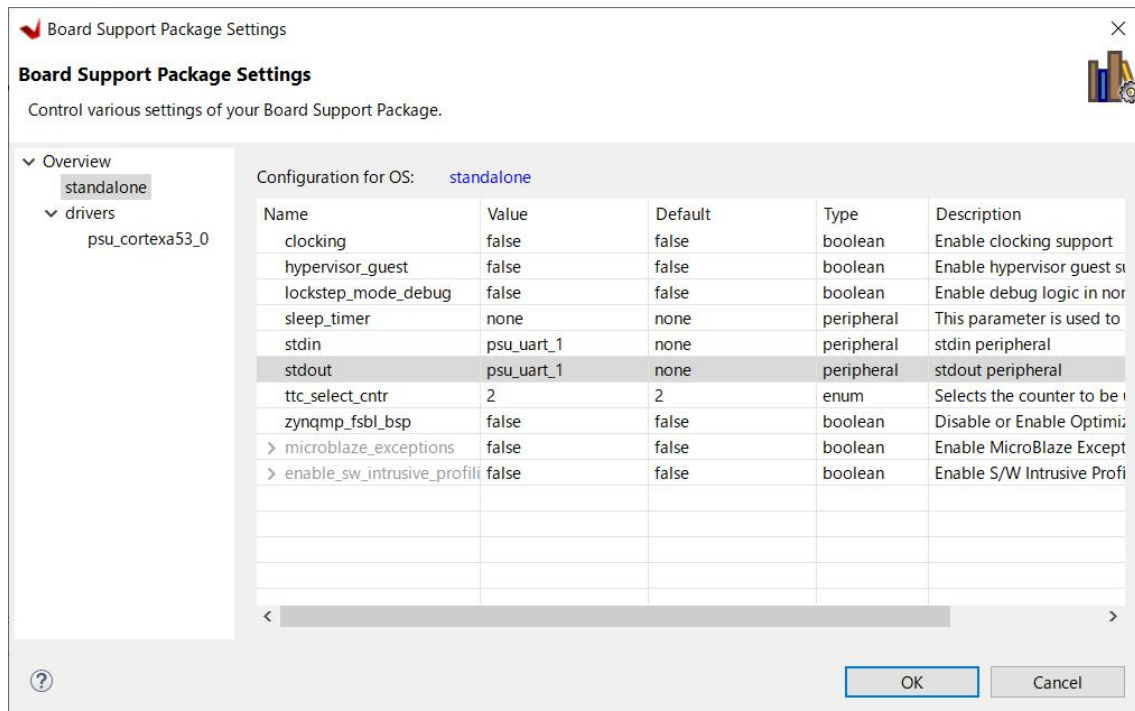 Board Support Package Settings
Board Support Package Settings
Control various settings of your Board Support Package.
Overview
standalone
drivers
psu_cortexa53_0
Configuration for OS: standalone
Name Value Default Type Description
clocking false false boolean Enable clocking support
hypervisor_guest false false boolean Enable hypervisor guest
lockstep_mode_debug false false boolean Enable debug logic in
sleep_timer none none peripheral This parameter is used to
stdin psu_uart_1 none peripheral stdin peripheral
stdout psu_uart_1 none peripheral stdout peripheral
ttc_select_cntr 2 2 enum Selects the counter to be
zynqmp_fsbl_bsp false false boolean Disable or Enable Optimiz
microblaze_exceptions false false boolean Enable MicroBlaze Except
enable_sw_intrusive_profili false false boolean Enable S/W Intrusive Profi
OK Cancel